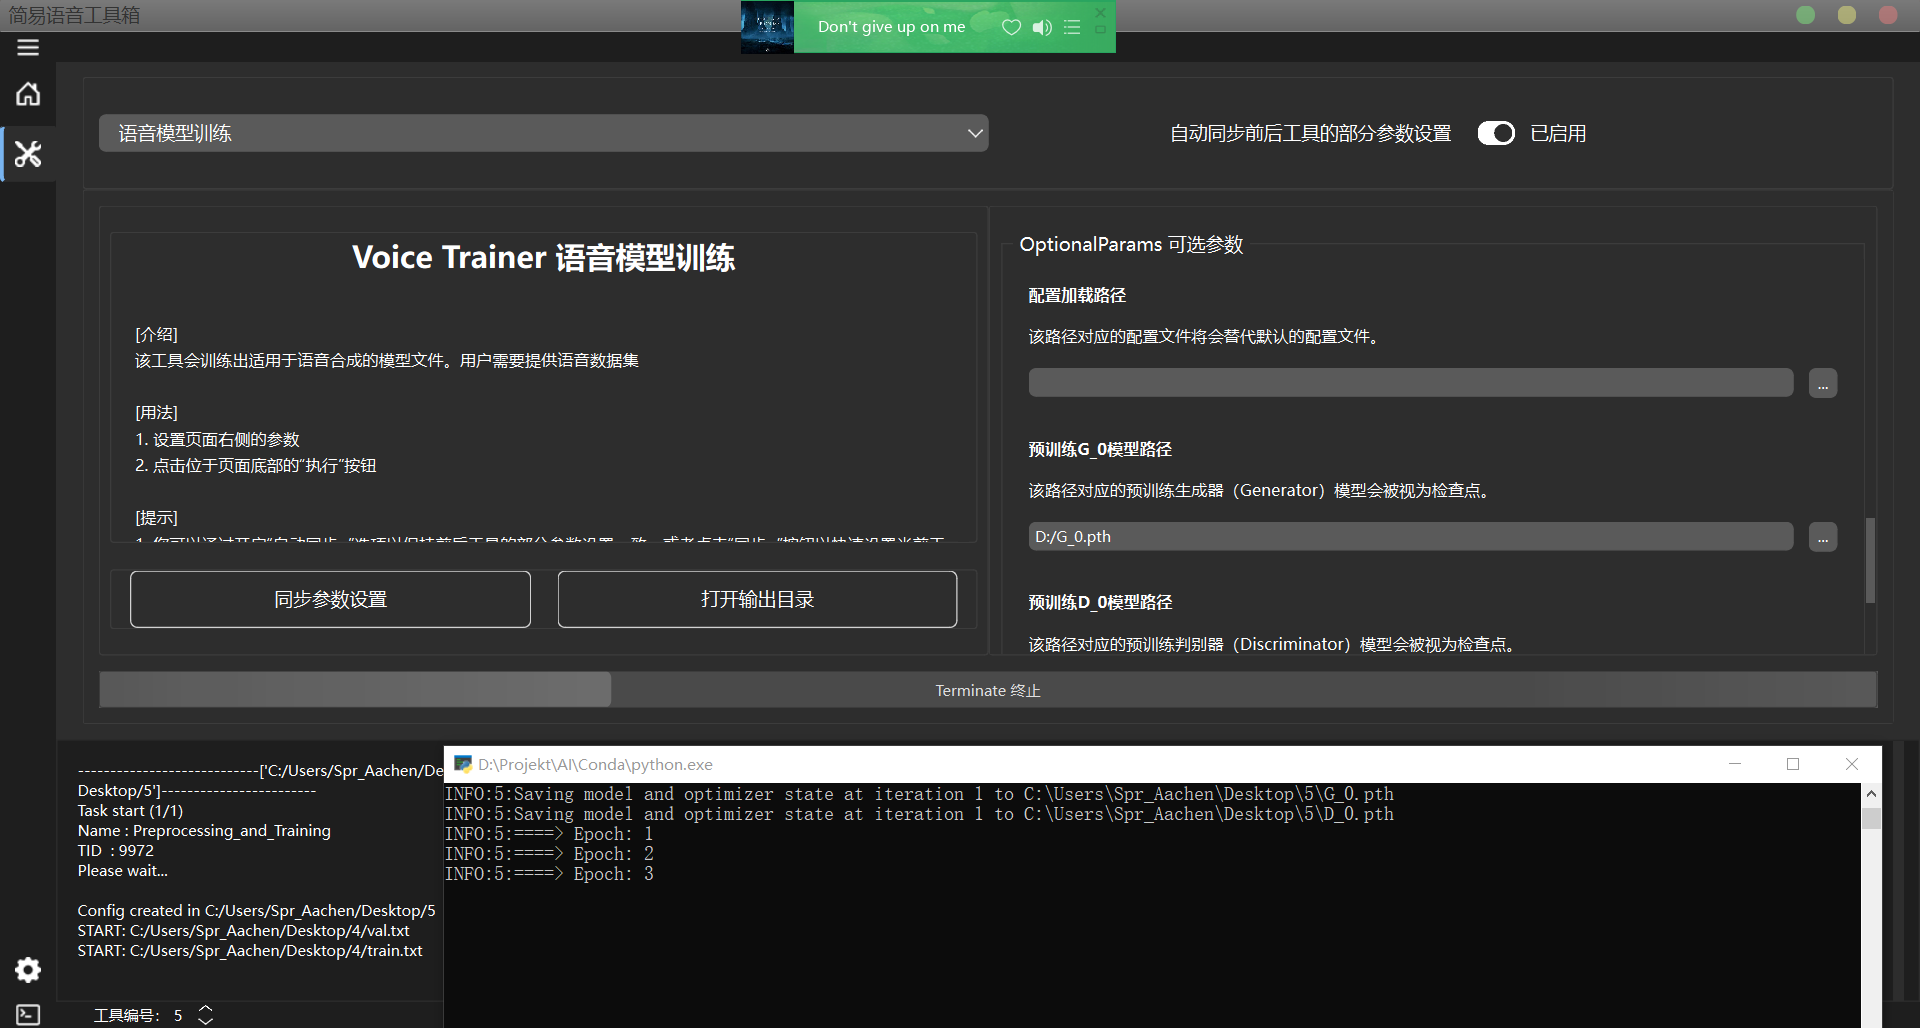 简易语音工具箱
Don't give up on me
语音模型训练
自动同步前后工具的部分参数设置
已启用
Voice Trainer 语音模型训练
[介绍]
该工具会训练出适用于语音合成的模型文件。用户需要提供语音数据集
[用法]
1. 设置页面右侧的参数
2. 点击位于页面底部的"执行"按钮
[提示]
同步参数设置
打开输出目录
OptionalParams 可选参数
配置加载路径
该路径对应的配置文件将会替代默认的配置文件。
...
预训练G_0模型路径
该路径对应的预训练生成器（Generator）模型会被视为检查点。
D:/G_0.pth
...
预训练D_0模型路径
该路径对应的预训练判别器（Discriminator）模型会被视为检查点。
Terminate 终止
----------------------------['C:/Users/Spr_Aachen/De
Desktop/5']------------------------
Task start (1/1)
Name : Preprocessing_and_Training
TID : 9972
Please wait...
Config created in C:/Users/Spr_Aachen/Desktop/5
START: C:/Users/Spr_Aachen/Desktop/4/val.txt
START: C:/Users/Spr_Aachen/Desktop/4/train.txt
D:\Projekt\AI\Conda\python.exe
INFO:5:Saving model and optimizer state at iteration 1 to C:\Users\Spr_Aachen\Desktop\5\G_0.pth
INFO:5:Saving model and optimizer state at iteration 1 to C:\Users\Spr_Aachen\Desktop\5\D_0.pth
INFO:5:====> Epoch: 1
INFO:5:====> Epoch: 2
INFO:5:====> Epoch: 3
工具编号： 5